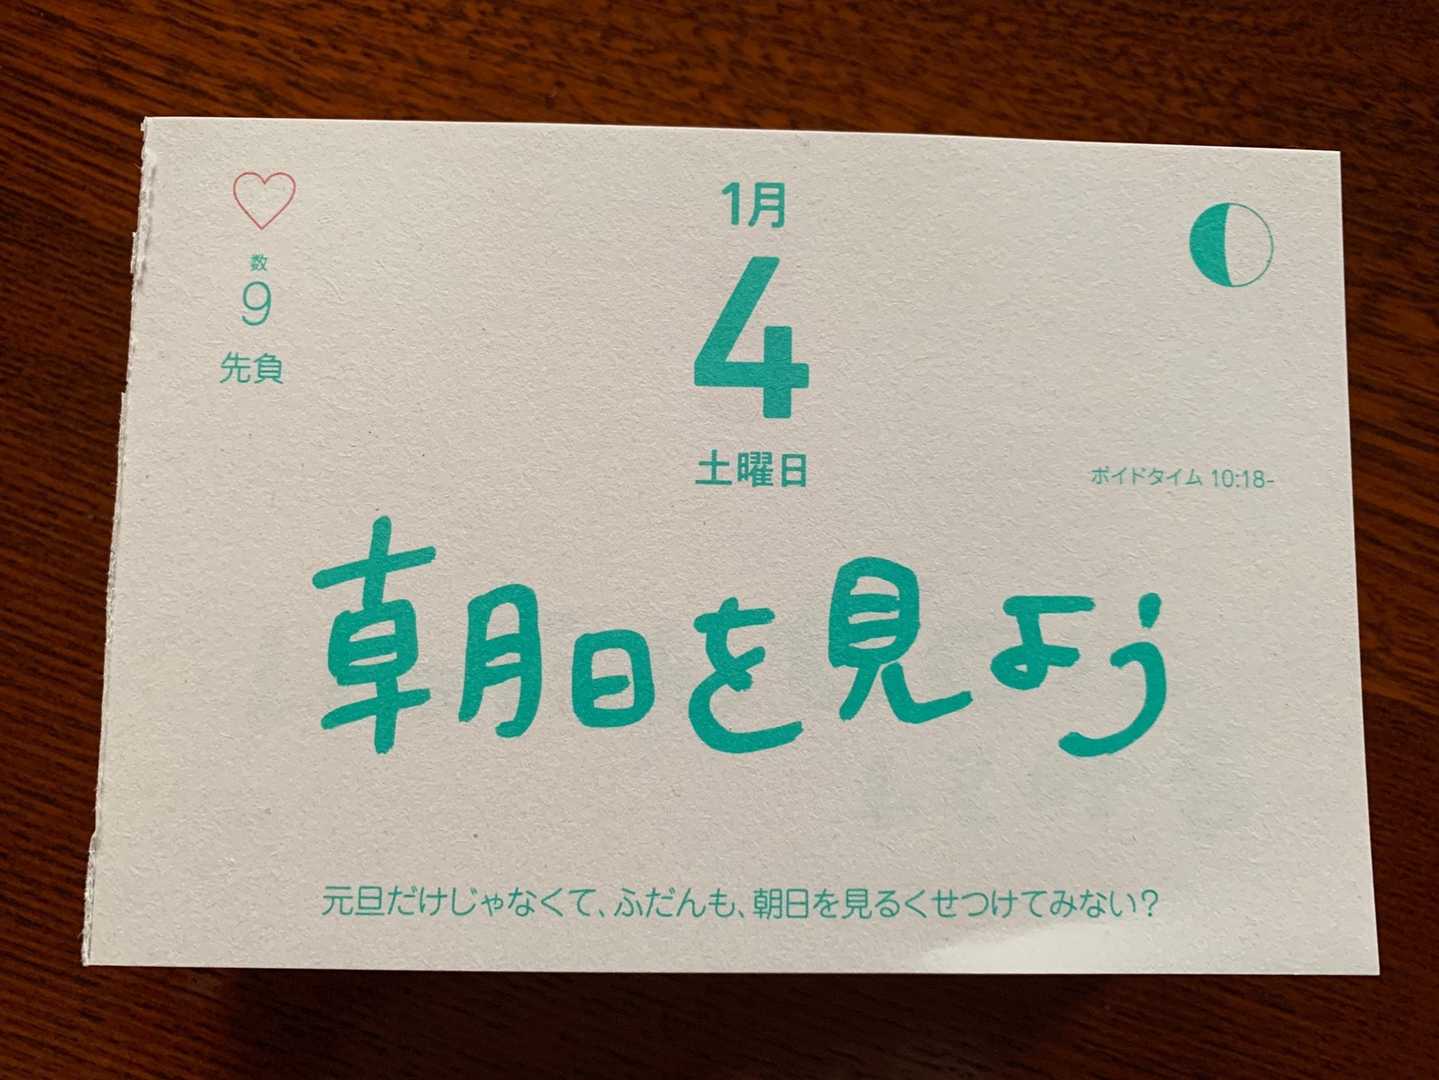 1月
4
土曜日
数
9
先負
ボイドタイム 10:18-
朝日を見よう
元旦だけじゃなくて、ふだんも、朝日を見るくせつけてみない?